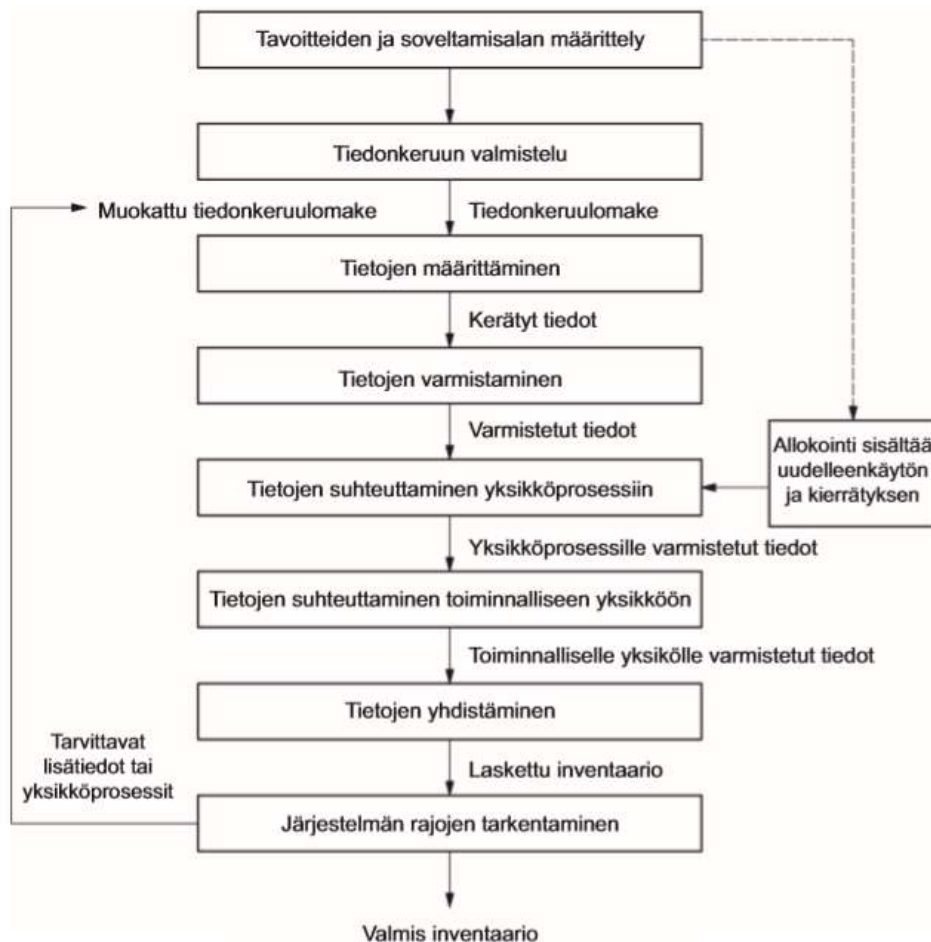 Tavoitteiden ja soveltamisalan määrittely
Tiedonkeruun valmistelu
Muokattu tiedonkeruulomake
Tiedonkeruulomake
Tietojen määrittäminen
Kerätyt tiedot
Tietojen varmistaminen
Varmistetut tiedot
Allokointi sisältää
uudelleenkäytön
ja kierrätyksen
Tietojen suhteuttaminen yksikköprosessiin
Yksikköprosessille varmistetut tiedot
Tietojen suhteuttaminen toiminnalliseen yksikköön
Toiminnalliselle yksikölle varmistetut tiedot
Tietojen yhdistäminen
Tarvittavat
lisätiedot tai
yksikköprosessit
Laskettu inventaario
Järjestelmän rajojen tarkentaminen
Valmis inventaario